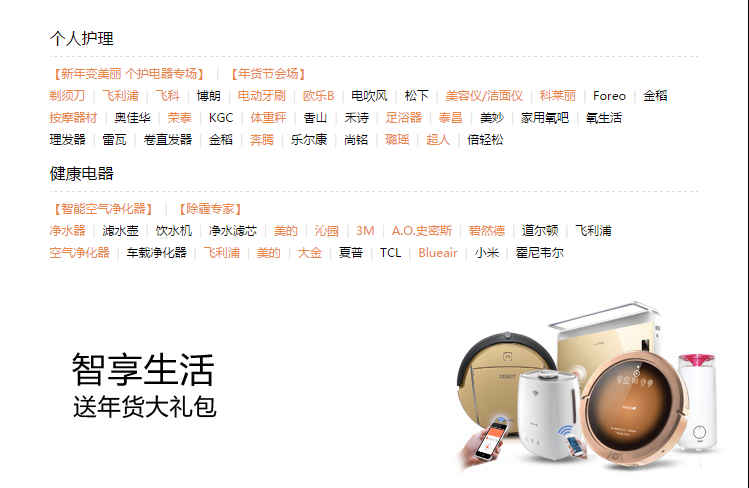 个人护理
【新年变美丽 个护电器专场】 | 【年货节会场】
剃须刀 | 飞利浦 | 飞科 | 博朗 | 电动牙刷 | 欧乐B | 电吹风 | 松下 | 美容仪/洁面仪 | 科莱丽 | Foreo | 金稻
按摩器材 | 奥佳华 | 荣泰 | KGC | 体重秤 | 香山 | 禾诗 | 足浴器 | 泰昌 | 美妙 | 家用氧吧 | 氧生活
理发器 | 雷瓦 | 卷直发器 | 金稻 | 奔腾 | 乐尔康 | 尚铭 | 璐瑶 | 超人 | 倍轻松
健康电器
【智能空气净化器】 | 【除霾专家】
净水器 | 滤水壶 | 饮水机 | 净水滤芯 | 美的 | 沁园 | 3M | A.O.史密斯 | 碧然德 | 道尔顿 | 飞利浦
空气净化器 | 车载净化器 | 飞利浦 | 美的 | 大金 | 夏普 | TCL | Blueair | 小米 | 霍尼韦尔
智享生活
送年货大礼包
DEEBOT